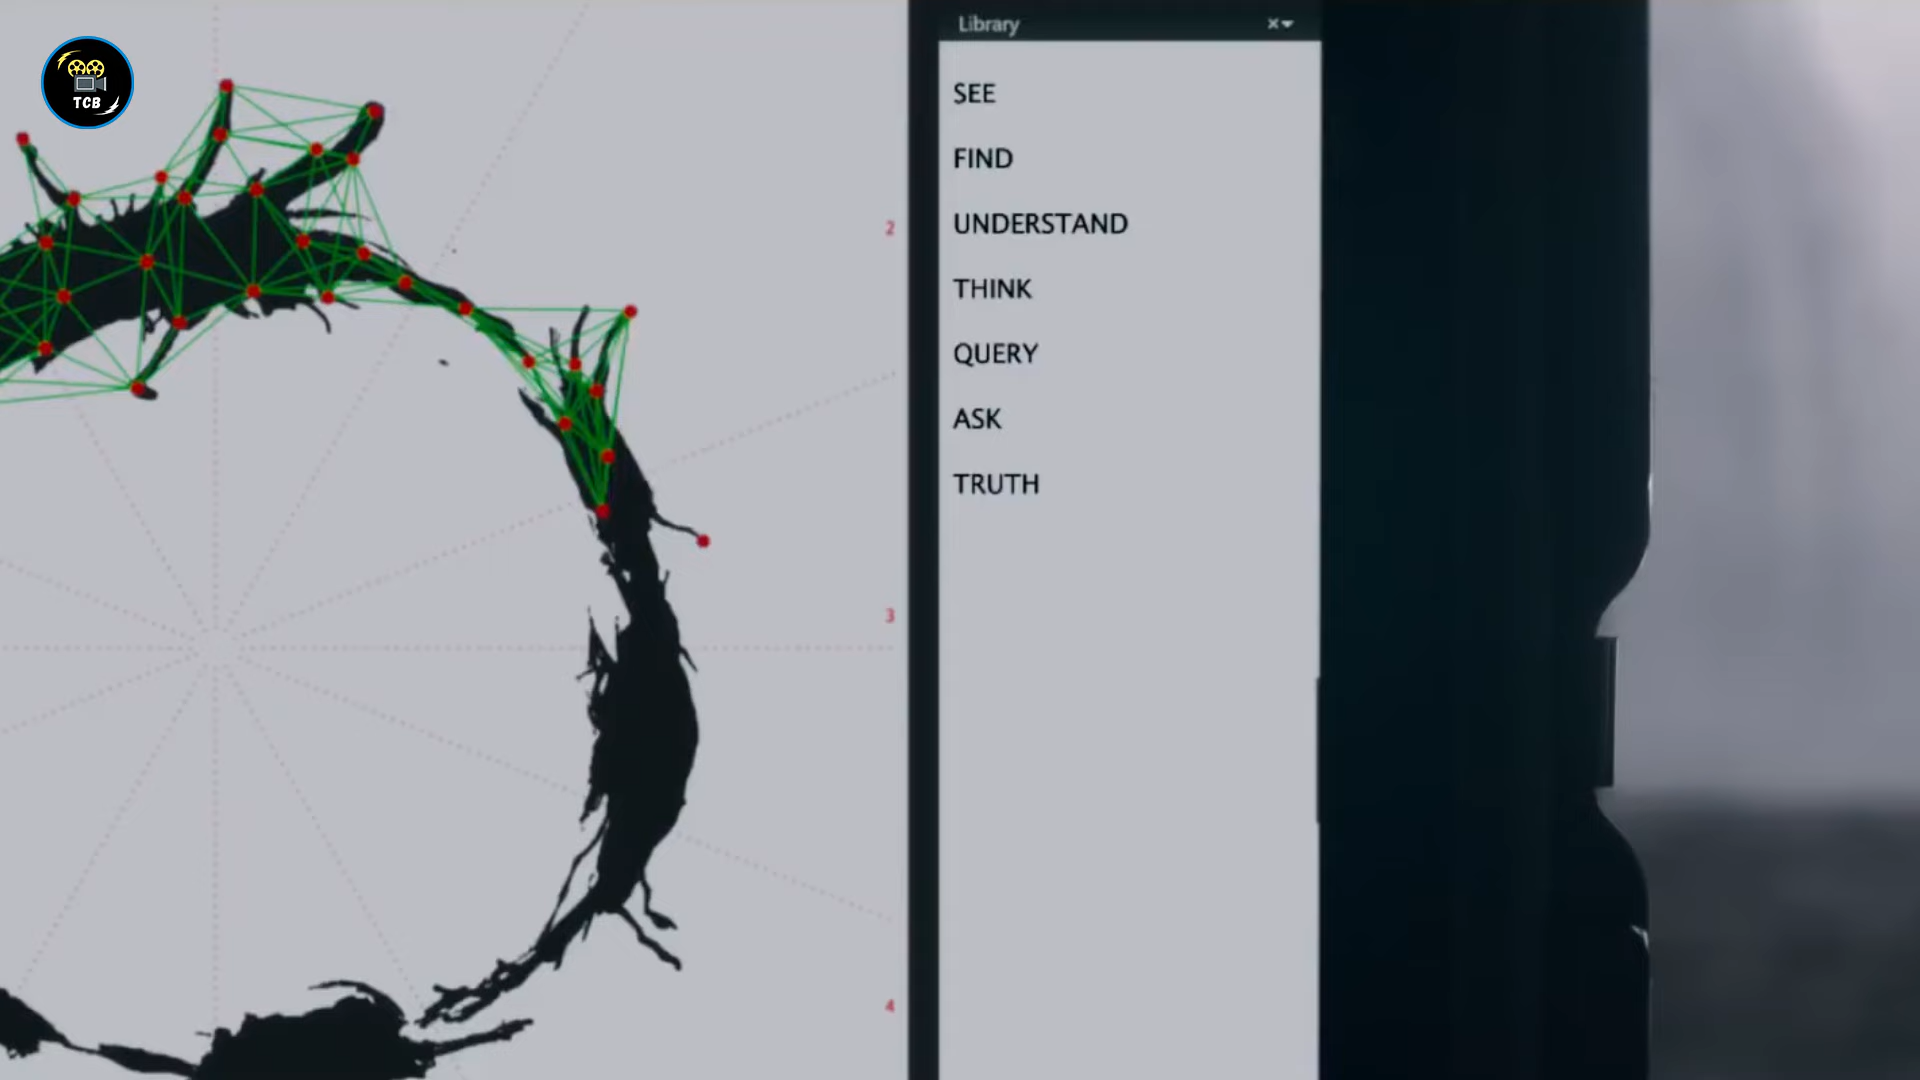 TCB
Library
SEE
FIND
UNDERSTAND
THINK
QUERY
ASK
TRUTH
2
3
4